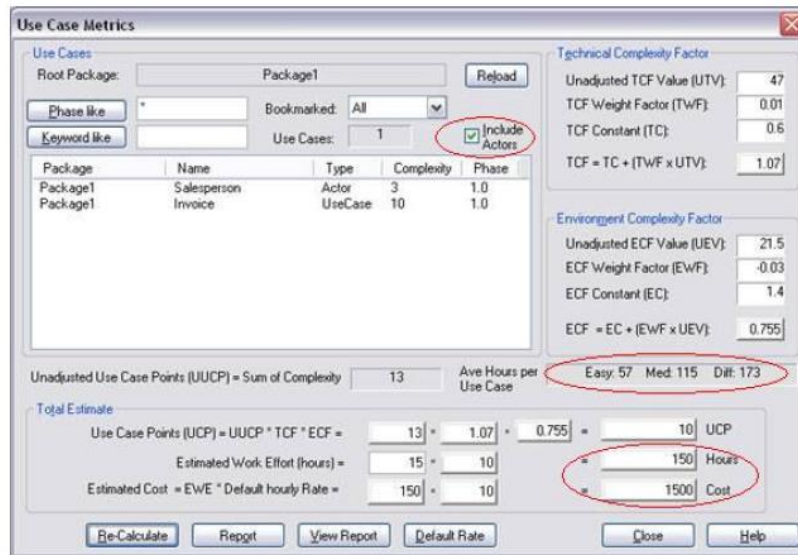 Use Case Metrics
Use Cases
Root Package: Package1 Reload
Phase like * Bookmarked: All
Keyword like Use Cases: 1 Include Actors
Package Name Type Complexity Phase
Package1 Salesperson Actor 3 1.0
Package1 Invoice UseCase 10 1.0
Technical Complexity Factor
Unadjusted TCF Value (UTV): 47
TCF Weight Factor (TWF): 0.01
TCF Constant (TC): 0.6
TCF = TC + (TWF x UTV): 1.07
Environment Complexity Factor
Unadjusted ECF Value (UEV): 21.5
ECF Weight Factor (EWF): -0.03
ECF Constant (EC): 1.4
ECF = EC + (EWF x UEV): 0.755
Unadjusted Use Case Points (UUCP) = Sum of Complexity 13
Ave Hours per Use Case Easy: 57 Med: 115 Diff: 173
Total Estimate
Use Case Points (UCP) = UUCP * TCF * ECF = 13 * 1.07 * 0.755 = 10 UCP
Estimated Work Effort (hours) = 15 * 10 = 150 Hours
Estimated Cost = EWE * Default hourly Rate = 150 * 10 = 1500 Cost
Re-Calculate Report View Report Default Rate Close Help